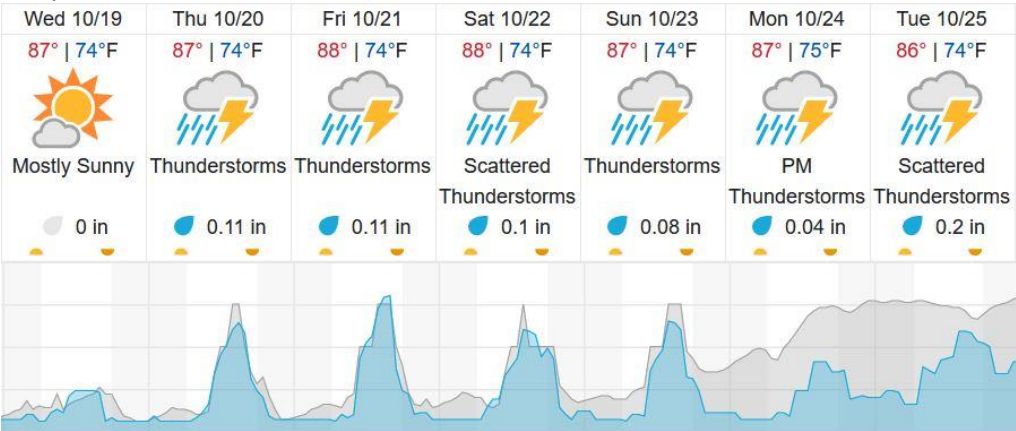 Wed 10/19 Thu 10/20 Fri 10/21 Sat 10/22 Sun 10/23 Mon 10/24 Tue 10/25
87° | 74°F 87° | 74°F 88° | 74°F 88° | 74°F 87° | 74°F 87° | 75°F 86° | 74°F
Mostly Sunny Thunderstorms Thunderstorms Scattered Thunderstorms PM Scattered
Thunderstorms Thunderstorms Thunderstorms
0 in 0.11 in 0.11 in 0.1 in 0.08 in 0.04 in 0.2 in